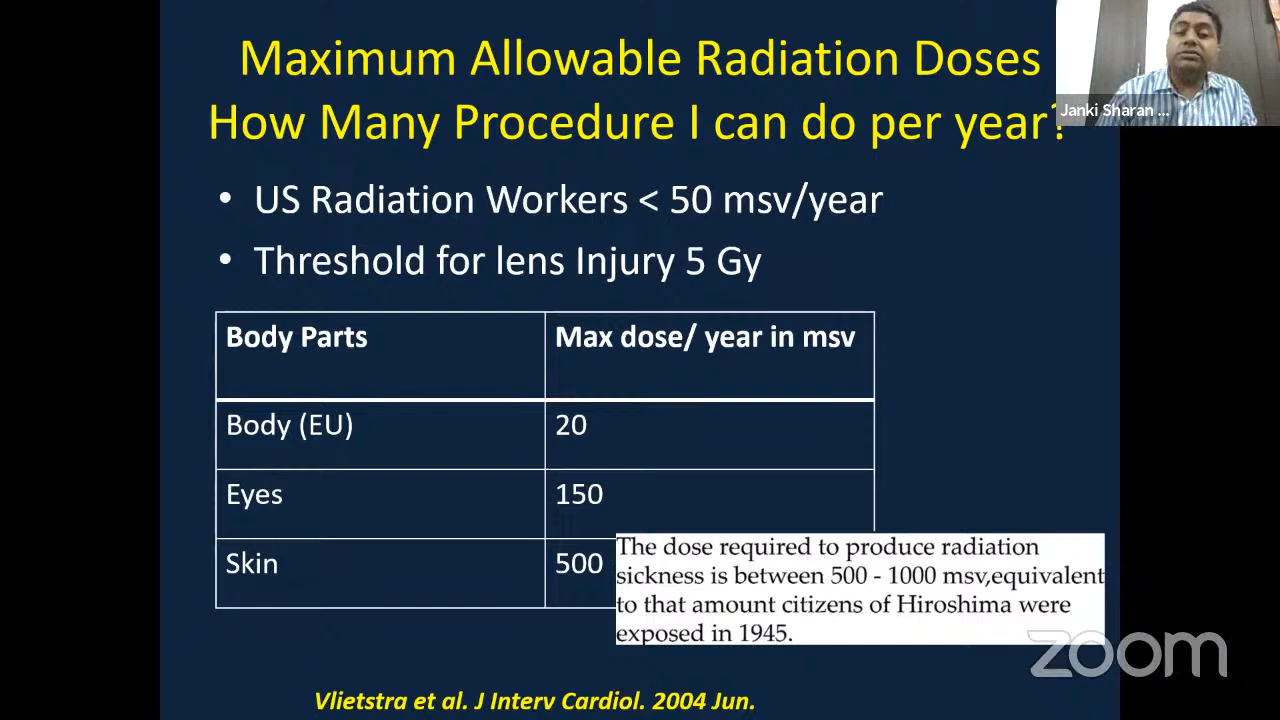 Maximum Allowable Radiation Doses
How Many Procedure I can do per year?
Janki Sharan ...
• US Radiation Workers < 50 msv/year
• Threshold for lens Injury 5 Gy
Body Parts Max dose/ year in msv
Body (EU) 20
Eyes 150
Skin 500
The dose required to produce radiation
sickness is between 500 - 1000 msv,equivalent
to that amount citizens of Hiroshima were
exposed in 1945.
zoom
Vlietstra et al. J Interv Cardiol. 2004 Jun.